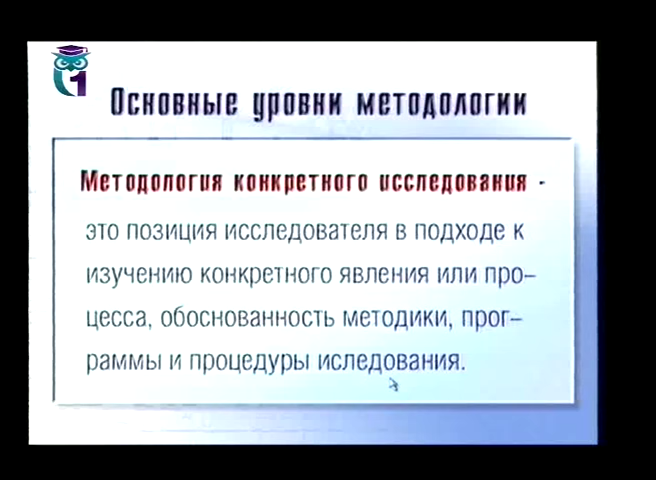 1
Основные уровни методологии
Методология конкретного исследования -
это позиция исследователя в подходе к
изучению конкретного явления или про-
цесса, обоснованность методики, прог-
раммы и процедуры иследования.